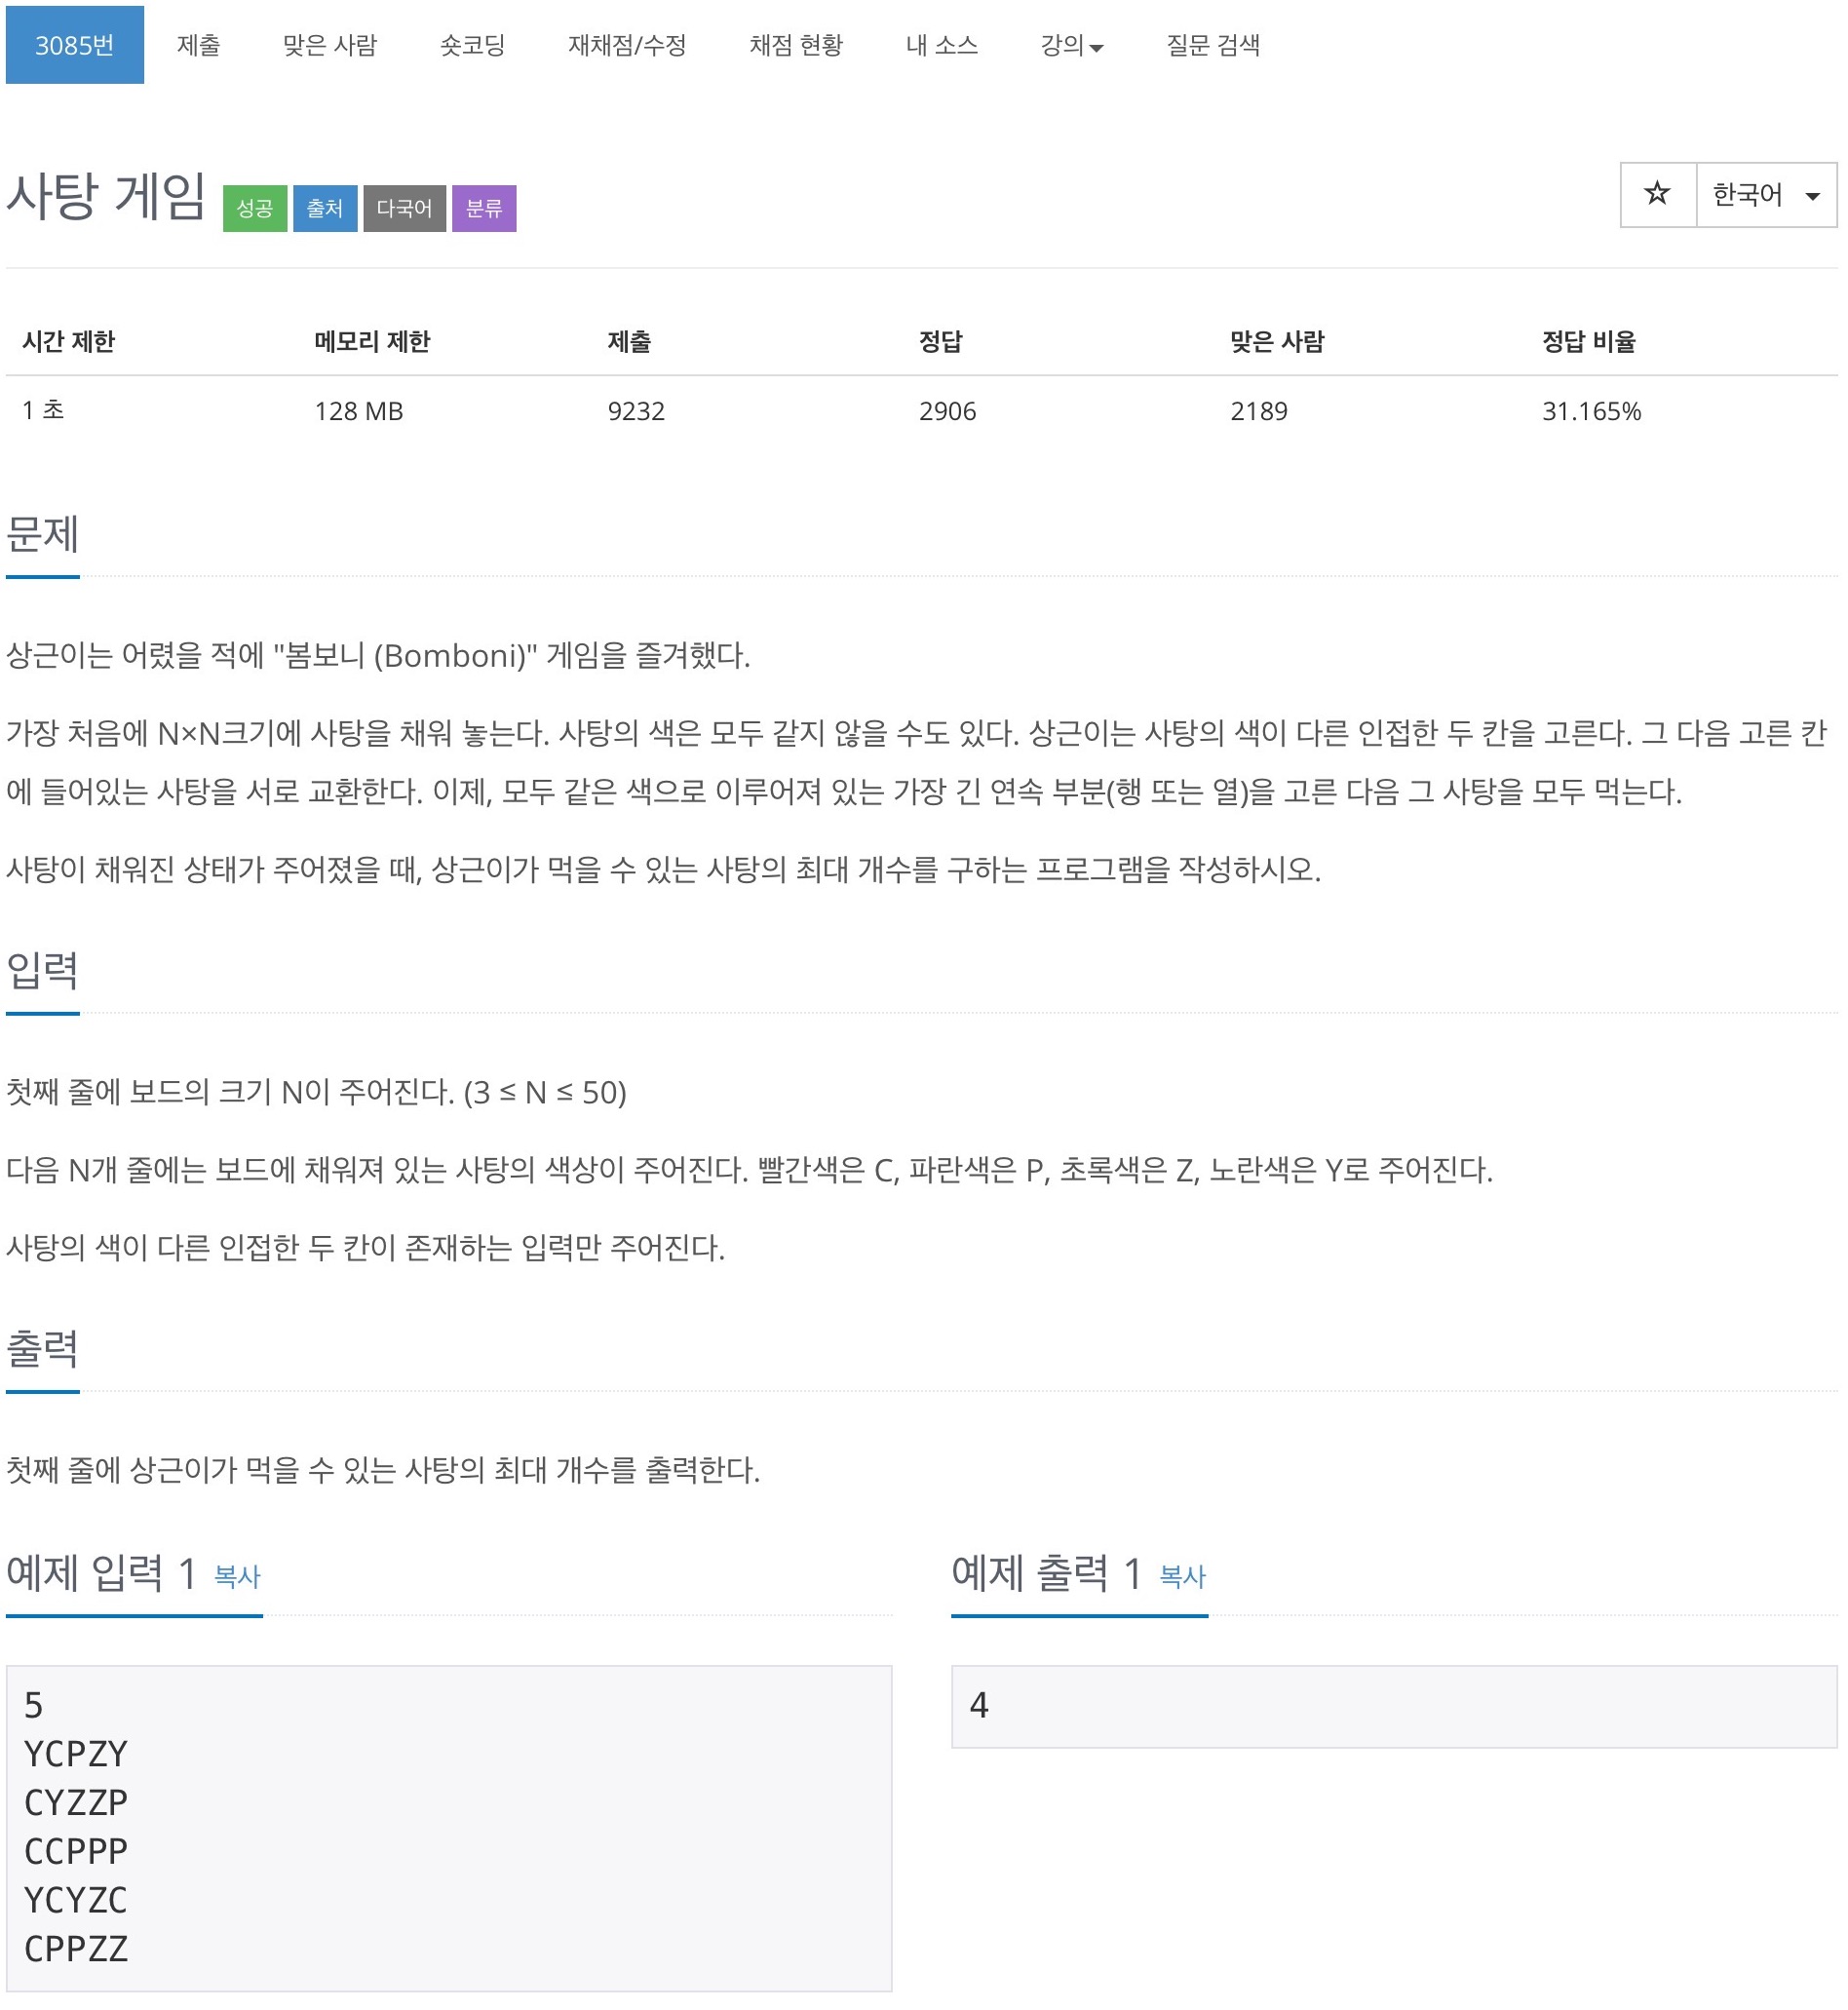 3085번 제출 맞은 사람 숏코딩 재채점/수정 채점 현황 내 소스 강의 질문 검색
사탕 게임 성공 출처 다국어 분류 ☆ 한국어
시간 제한 메모리 제한 제출 정답 맞은 사람 정답 비율
1 초 128 MB 9232 2906 2189 31.165%
문제
상근이는 어렸을 적에 "봄보니 (Bomboni)" 게임을 즐겨했다.
가장 처음에 N×N크기에 사탕을 채워 놓는다. 사탕의 색은 모두 같지 않을 수도 있다. 상근이는 사탕의 색이 다른 인접한 두 칸을 고른다. 그 다음 고른 칸
에 들어있는 사탕을 서로 교환한다. 이제, 모두 같은 색으로 이루어져 있는 가장 긴 연속 부분(행 또는 열)을 고른 다음 그 사탕을 모두 먹는다.
사탕이 채워진 상태가 주어졌을 때, 상근이가 먹을 수 있는 사탕의 최대 개수를 구하는 프로그램을 작성하시오.
입력
첫째 줄에 보드의 크기 N이 주어진다. (3 ≤ N ≤ 50)
다음 N개 줄에는 보드에 채워져 있는 사탕의 색상이 주어진다. 빨간색은 C, 파란색은 P, 초록색은 Z, 노란색은 Y로 주어진다.
사탕의 색이 다른 인접한 두 칸이 존재하는 입력만 주어진다.
출력
첫째 줄에 상근이가 먹을 수 있는 사탕의 최대 개수를 출력한다.
예제 입력 1 복사
5
YCPZY
CYZZP
CCPPP
YCYZC
CPPZZ
예제 출력 1 복사
4